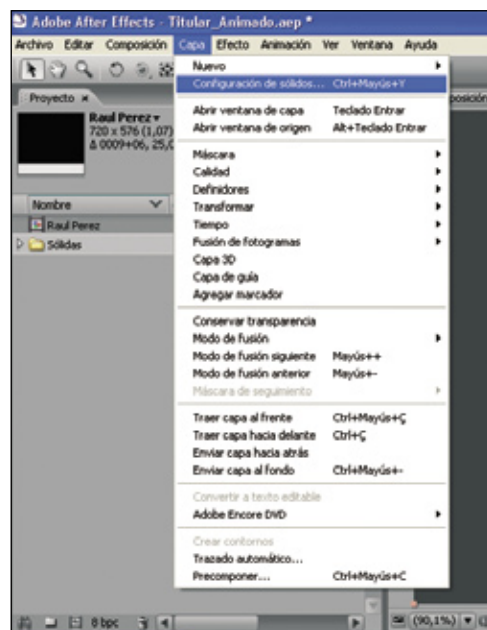 Adobe After Effects - Titular_Animado.aep *
Archivo Editar Composición Capa Efecto Animación Ver Ventana Ayuda
Proyecto ×
Raul Perez
720 x 576 (1,07)
Δ 0009+06, 25,0
Nombre
Raul Perez
Sólidas
Nuevo
Configuración de sólidos... Ctrl+Mayús+Y
Abrir ventana de capa Teclado Entrar
Abrir ventana de origen Alt+Teclado Entrar
Máscara
Calidad
Definidores
Transformar
Tiempo
Fusión de fotogramas
Capa 3D
Capa de guía
Agregar marcador
Conservar transparencia
Modo de fusión
Modo de fusión siguiente Mayús++
Modo de fusión anterior Mayús+-
Máscara de seguimiento
Traer capa al frente Ctrl+Mayús+Ç
Traer capa hacia delante Ctrl+Ç
Enviar capa hacia atrás
Enviar capa al fondo Ctrl+Mayús+-
Convertir a texto editable
Adobe Encore DVD
Crear contornos
Trazado automático...
Precomponer... Ctrl+Mayús+C
posición
8 bpc
(90,1%)